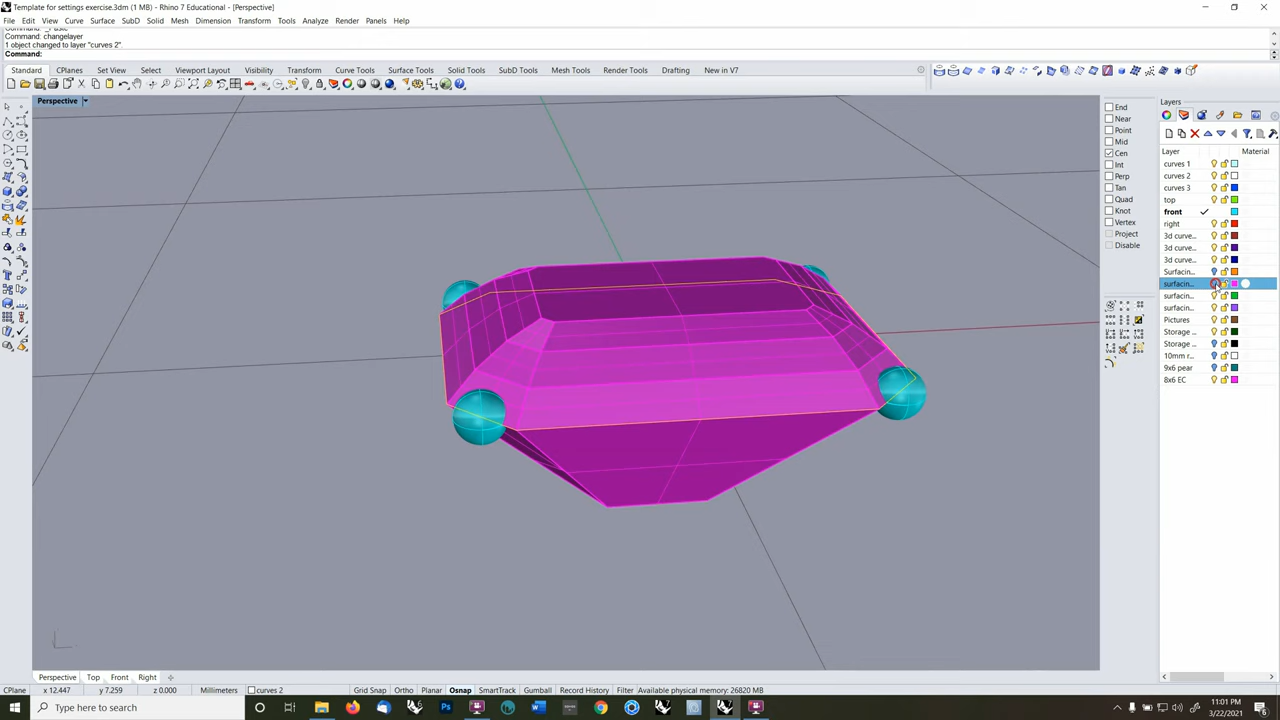 Template for settings exercise.3dm (1 MB) - Rhino 7 Educational - [Perspective]
File Edit View Curve Surface SubD Solid Mesh Dimension Transform Tools Analyze Render Panels Help
Command: changelayer
1 object changed to layer "curves 2".
Command:
Standard CPlanes Set View Select Viewport Layout Visibility Transform Curve Tools Surface Tools Solid Tools SubD Tools Mesh Tools Render Tools Drafting New in V7
Perspective
End
Near
Point
Mid
Cen
Int
Perp
Tan
Quad
Knot
Vertex
Project
Disable
Layers
Layer Material
curves 1
curves 2
curves 3
top
front
right
3d curve...
3d curve...
3d curve...
Surfacin...
surfacin...
surfacin...
surfacin...
Pictures
Storage ...
Storage ...
10mm r...
9x6 pear
8x6 EC
Perspective Top Front Right
CPlane x 12.447 y 7.259 z 0.000 Millimeters curves 2 Grid Snap Ortho Planar Osnap SmartTrack Gumball Record History Filter Available physical memory: 26820 MB
Type here to search
11:01 PM
3/22/2021